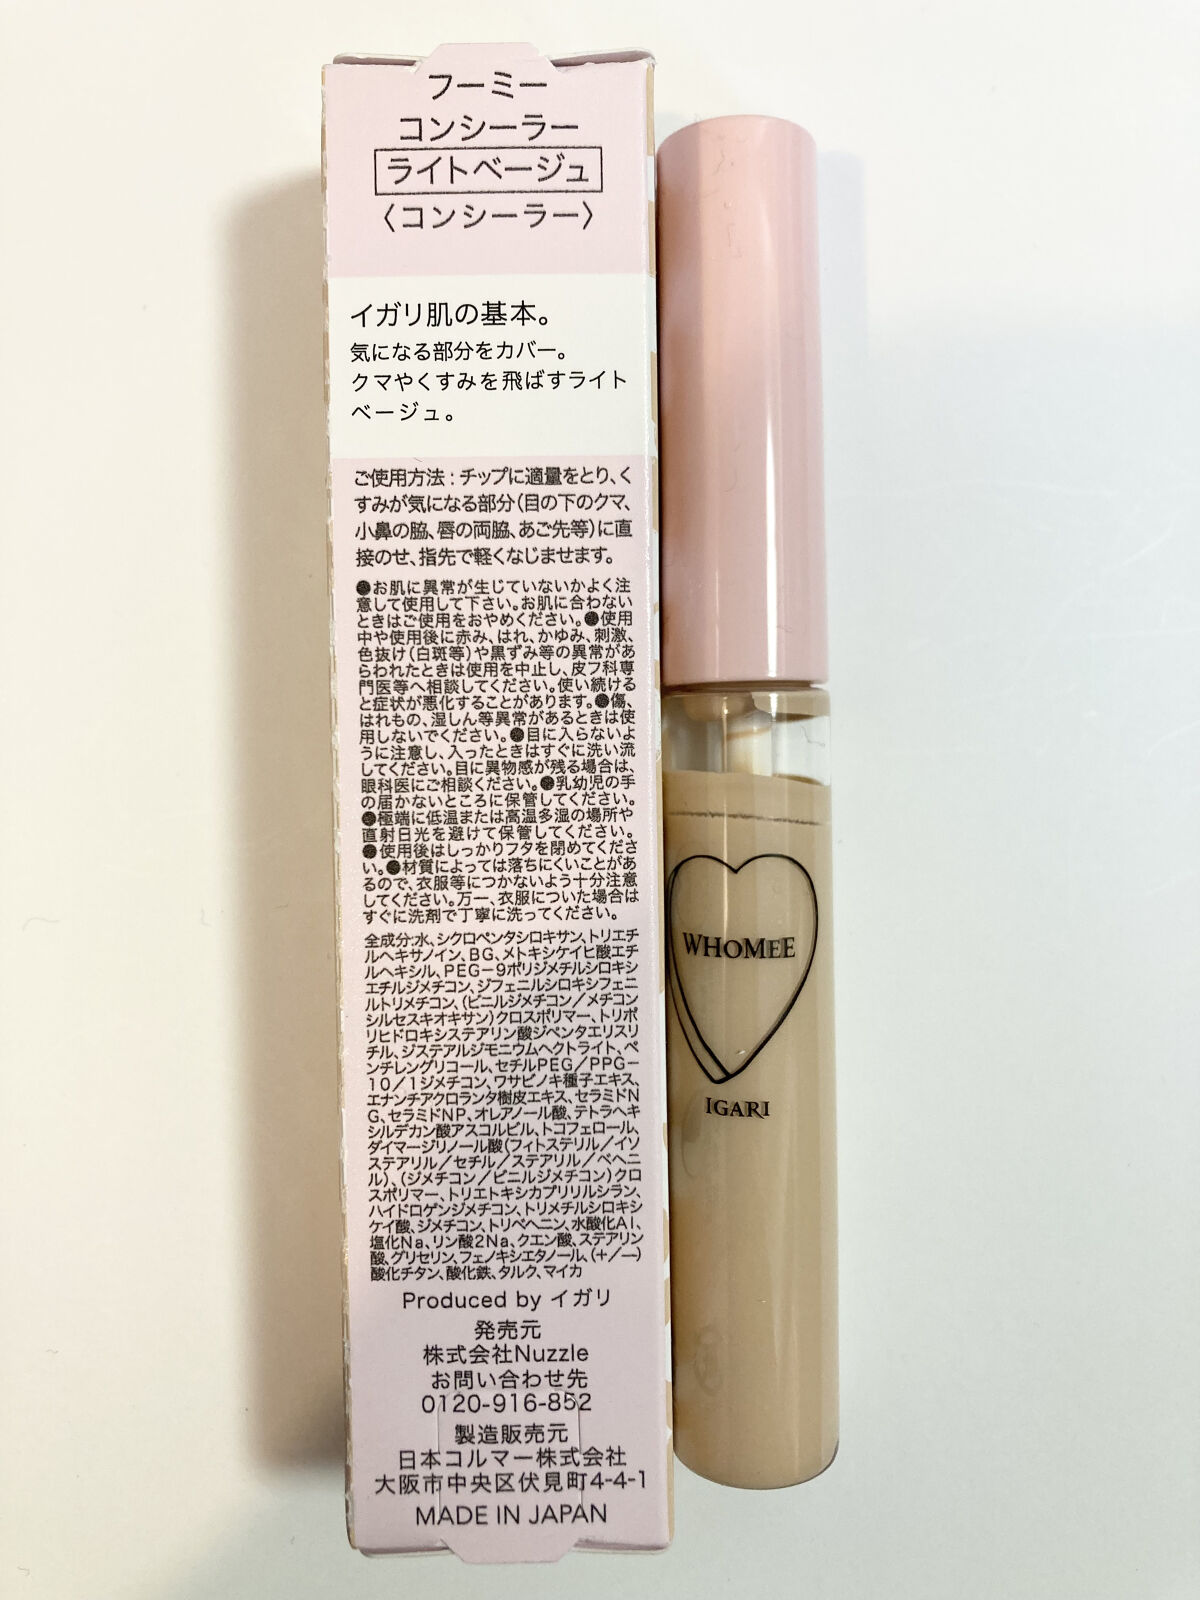 フーミー
コンシーラー
ライトベージュ
〈コンシーラー〉
イガリ肌の基本。
気になる部分をカバー。
クマやくすみを飛ばすライト
ベージュ。
ご使用方法：チップに適量をとり、く
すみが気になる部分(目の下のクマ、
小鼻の脇、唇の両脇、あご先等)に直
接のせ、指先で軽くなじませます。
●お肌に異常が生じていないかよく注
意して使用して下さい。お肌に合わない
ときはご使用をおやめください。●使用
中や使用後に赤み、はれ、かゆみ、刺激、
色抜け(白斑等)や黒ずみ等の異常があ
らわれたときは使用を中止し、皮フ科専
門医等へ相談してください。使い続ける
と症状が悪化することがあります。●傷、
はれもの、湿しん等異常があるときは使
用しないでください。●目に入らないよ
うに注意し、入ったときはすぐに洗い流
してください。目に異物感が残る場合は、
眼科医にご相談ください。●乳幼児の手
の届かないところに保管してください。
●極端に低温または高温多湿の場所や
直射日光を避けて保管してください。
●使用後はしっかりフタを閉めてくださ
い。●材質によっては落ちにくいことがあ
るので、衣服等につかないよう十分注意
してください。万一、衣服についた場合は
すぐに洗剤で丁寧に洗ってください。
全成分:水、シクロペンタシロキサン、トリエチ
ルヘキサノイン、BG、メトキシケイヒ酸エチ
ルヘキシル、PEG－9ポリジメチルシロキシ
エチルジメチコン、ジフェニルシロキシフェニ
ルトリメチコン、(ビニルジメチコン／メチコン
シルセスキオキサン)クロスポリマー、トリポ
リヒドロキシステアリン酸ジペンタエリスリ
チル、ジステアルジモニウムヘクトライト、ペ
ンチレングリコール、セチルPEG／PPG－
10／1ジメチコン、ワサビノキ種子エキス、
エナンチアクロランタ樹皮エキス、セラミドN
G、セラミドNP、オレアノール酸、テトラヘキ
シルデカン酸アスコルビル、トコフェロール、
ダイマージリノール酸(フィトステリル／イソ
ステアリル／セチル／ステアリル／ベヘニ
ル)、(ジメチコン／ビニルジメチコン)クロ
スポリマー、トリエトキシカプリリルシラン、
ハイドロゲンジメチコン、トリメチルシロキシ
ケイ酸、ジメチコン、トリベヘニン、水酸化Al、
塩化Na、リン酸2Na、クエン酸、ステアリン
酸、グリセリン、フェノキシエタノール、(＋／－)
酸化チタン、酸化鉄、タルク、マイカ
Produced by イガリ
発売元
株式会社Nuzzle
お問い合わせ先
0120-916-852
製造販売元
日本コルマー株式会社
大阪市中央区伏見町4-4-1
MADE IN JAPAN
WHOMEE
IGARI